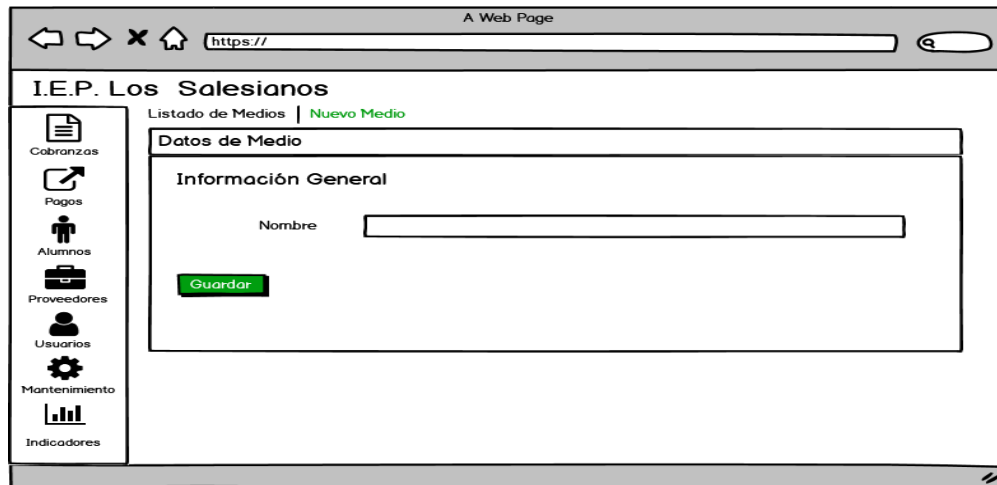 A Web Page
https://
I.E.P. Los Salesianos
Listado de Medios | Nuevo Medio
Datos de Medio
Información General
Nombre
Guardar
Cobranzas
Pagos
Alumnos
Proveedores
Usuarios
Mantenimiento
Indicadores